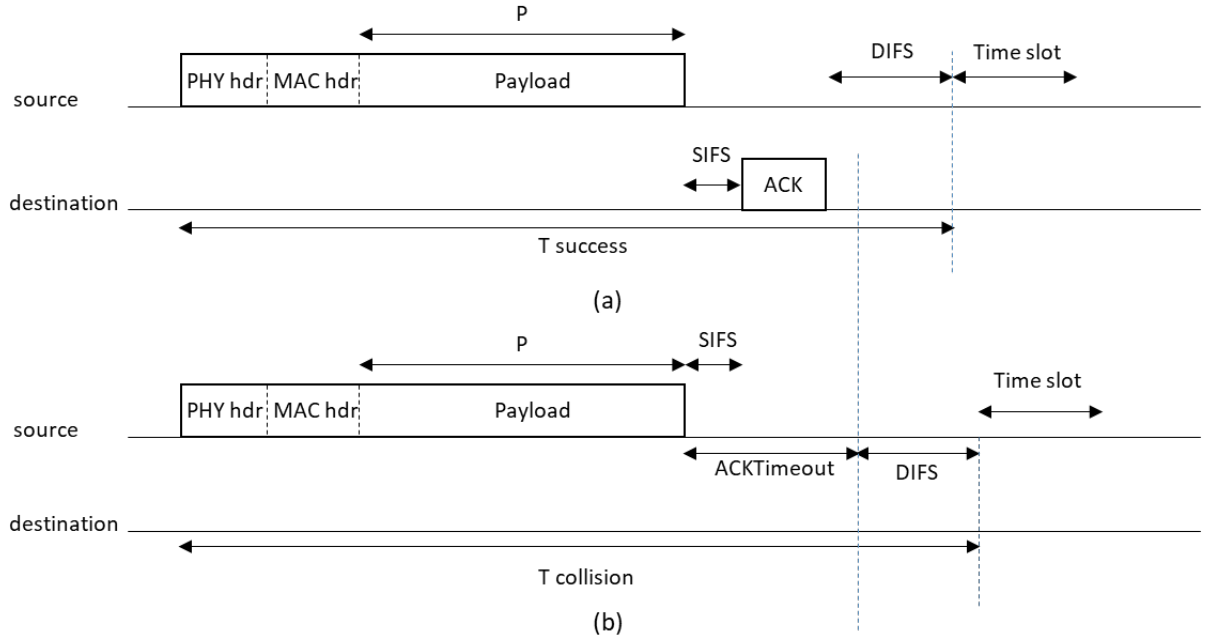 P
DIFS
Time slot
PHY hdr MAC hdr Payload
source
SIFS
ACK
destination
T success
(a)
P
SIFS
Time slot
PHY hdr MAC hdr Payload
source
ACKTimeout
DIFS
destination
T collision
(b)